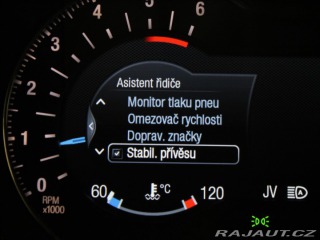 6
5
4
3
2
1
0
RPM
x1000
Asistent řidiče
Monitor tlaku pneu
Omezovač rychlosti
Doprav. značky
Stabil. přívěsu
60 °C 120
JV
RAJAUT.CZ